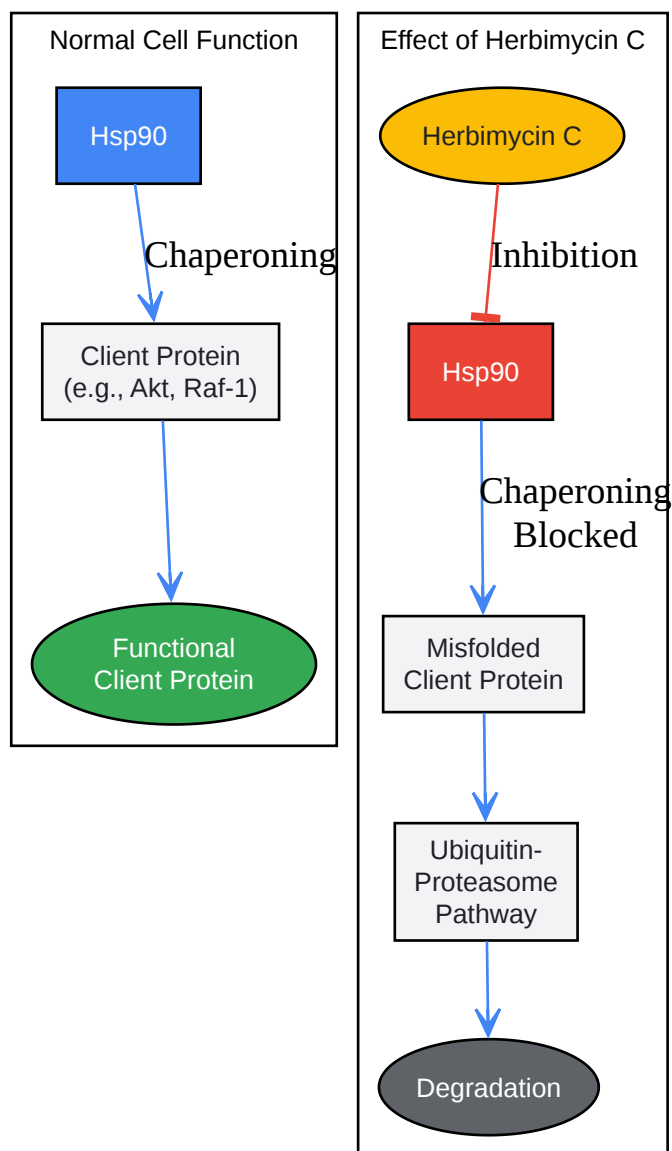 Normal Cell Function
Hsp90
Chaperoning
Client Protein
(e.g., Akt, Raf-1)
Functional
Client Protein
Effect of Herbimycin C
Herbimycin C
Inhibition
Hsp90
Chaperoning
Blocked
Misfolded
Client Protein
Ubiquitin-
Proteasome
Pathway
Degradation